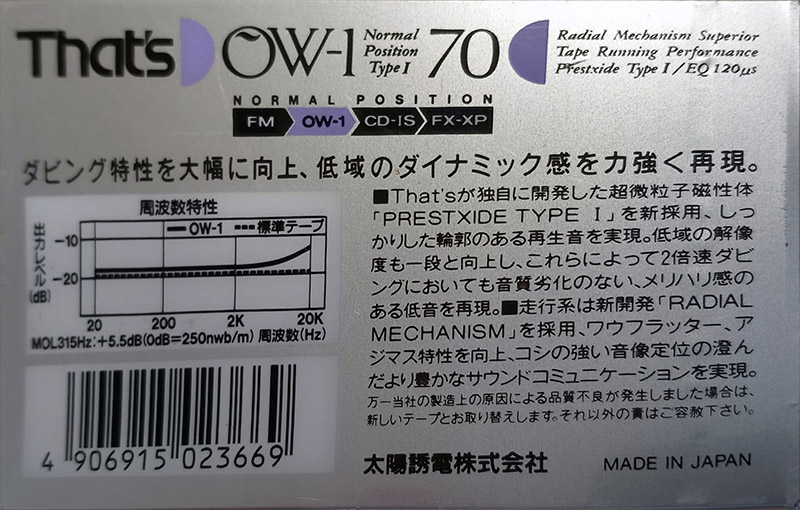 That's OW-1 Normal Position Type I 70
Radial Mechanism Superior
Tape Running Performance
Prestxide Type I / EQ 120µs
NORMAL POSITION
FM OW-1 CD-IS FX-XP
ダビング特性を大幅に向上、低域のダイナミック感を力強く再現。
周波数特性
OW-1 標準テープ
出力レベル(dB)
-10
-20
20 200 2K 20K
MOL315Hz:+5.5dB(0dB=250nwb/m) 周波数(Hz)
■That'sが独自に開発した超微粒子磁性体
「PRESTXIDE TYPE I」を新採用、しっ
かりした輪郭のある再生音を実現。低域の解像
度も一段と向上し、これらによって2倍速ダビ
ングにおいても音質劣化のない、メリハリ感の
ある低音を再現。■走行系は新開発「RADIAL
MECHANISM」を採用、ワウフラッター、ア
ジマス特性を向上、コシの強い音像定位の澄ん
だより豊かなサウンドコミュニケーションを実現。
万一当社の製造上の原因による品質不良が発生しました場合は、
新しいテープとお取り替えします。それ以外の責はご容赦下さい。
4 906915 023669
太陽誘電株式会社 MADE IN JAPAN